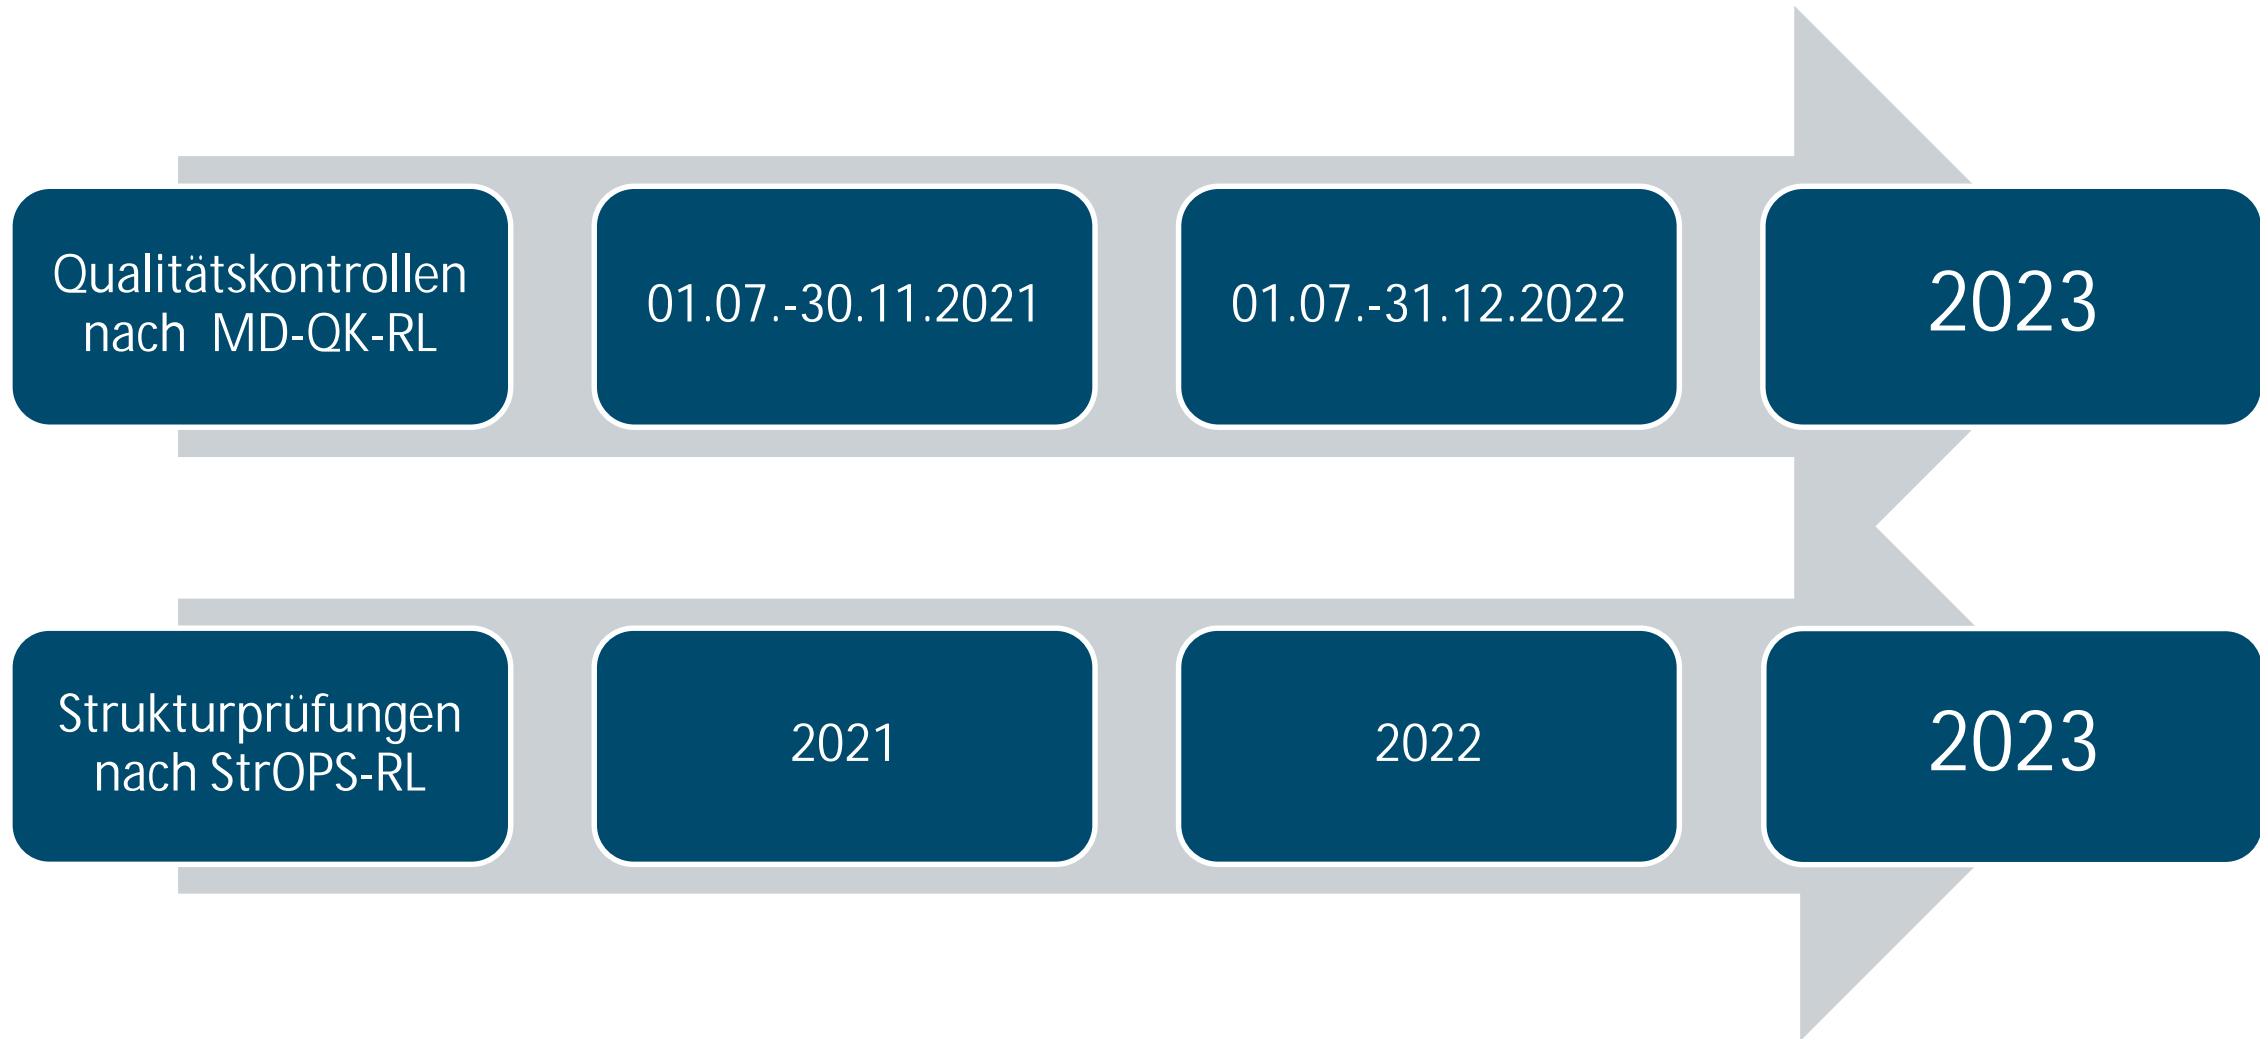 Qualitätskontrollen
nach MD-QK-RL
01.07.-30.11.2021
01.07.-31.12.2022
2023
Strukturprüfungen
nach StrOPS-RL
2021
2022
2023